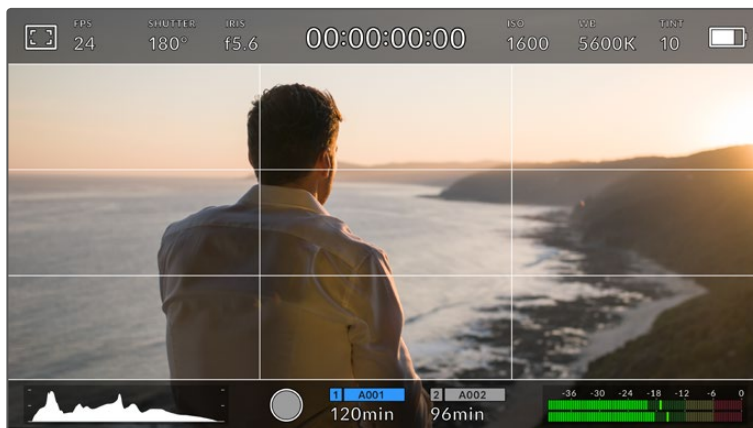 FPS SHUTTER IRIS ISO WB TINT
24 180° f5.6 00:00:00:00 1600 5600K 10
1 A001 2 A002
120min 96min
-36 -30 -24 -18 -12 -6 0